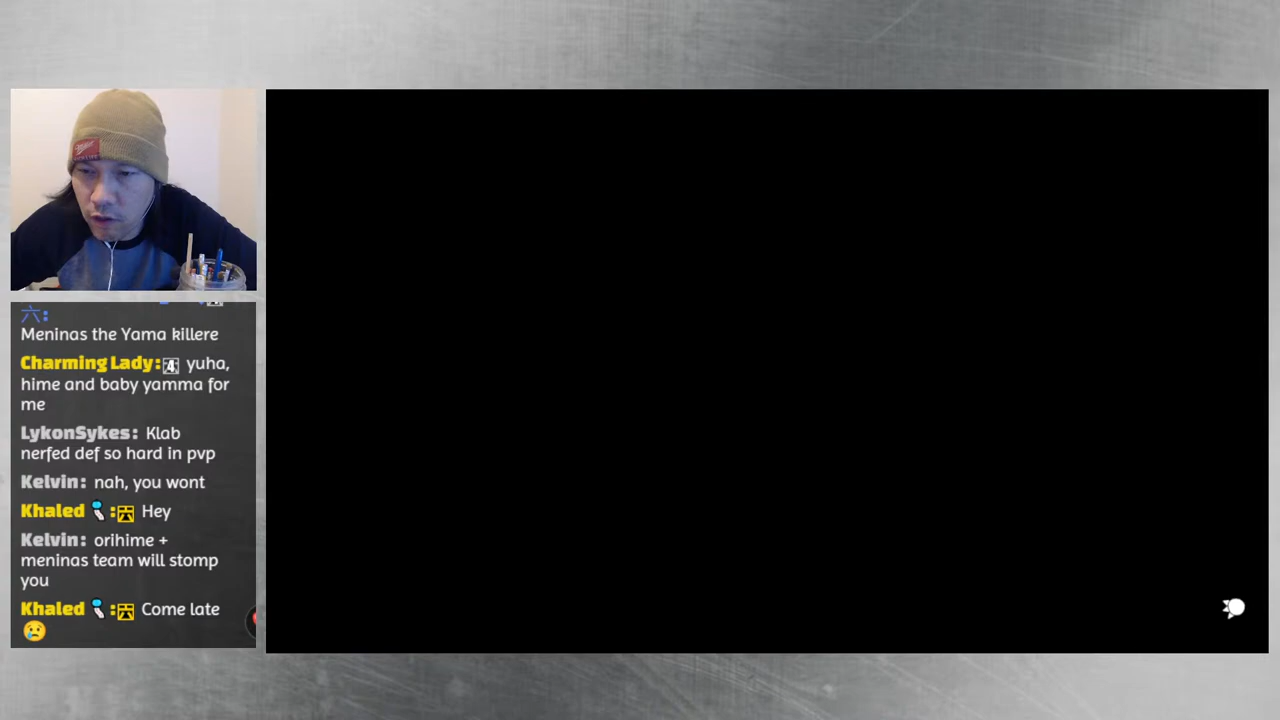 六:
Meninas the Yama killere
Charming Lady: 4 yuha,
hime and baby yamma for
me
LykonSykes: Klab
nerfed def so hard in pvp
Kelvin: nah, you wont
Khaled : Hey
Kelvin: orihime +
meninas team will stomp
you
Khaled : Come late
😢